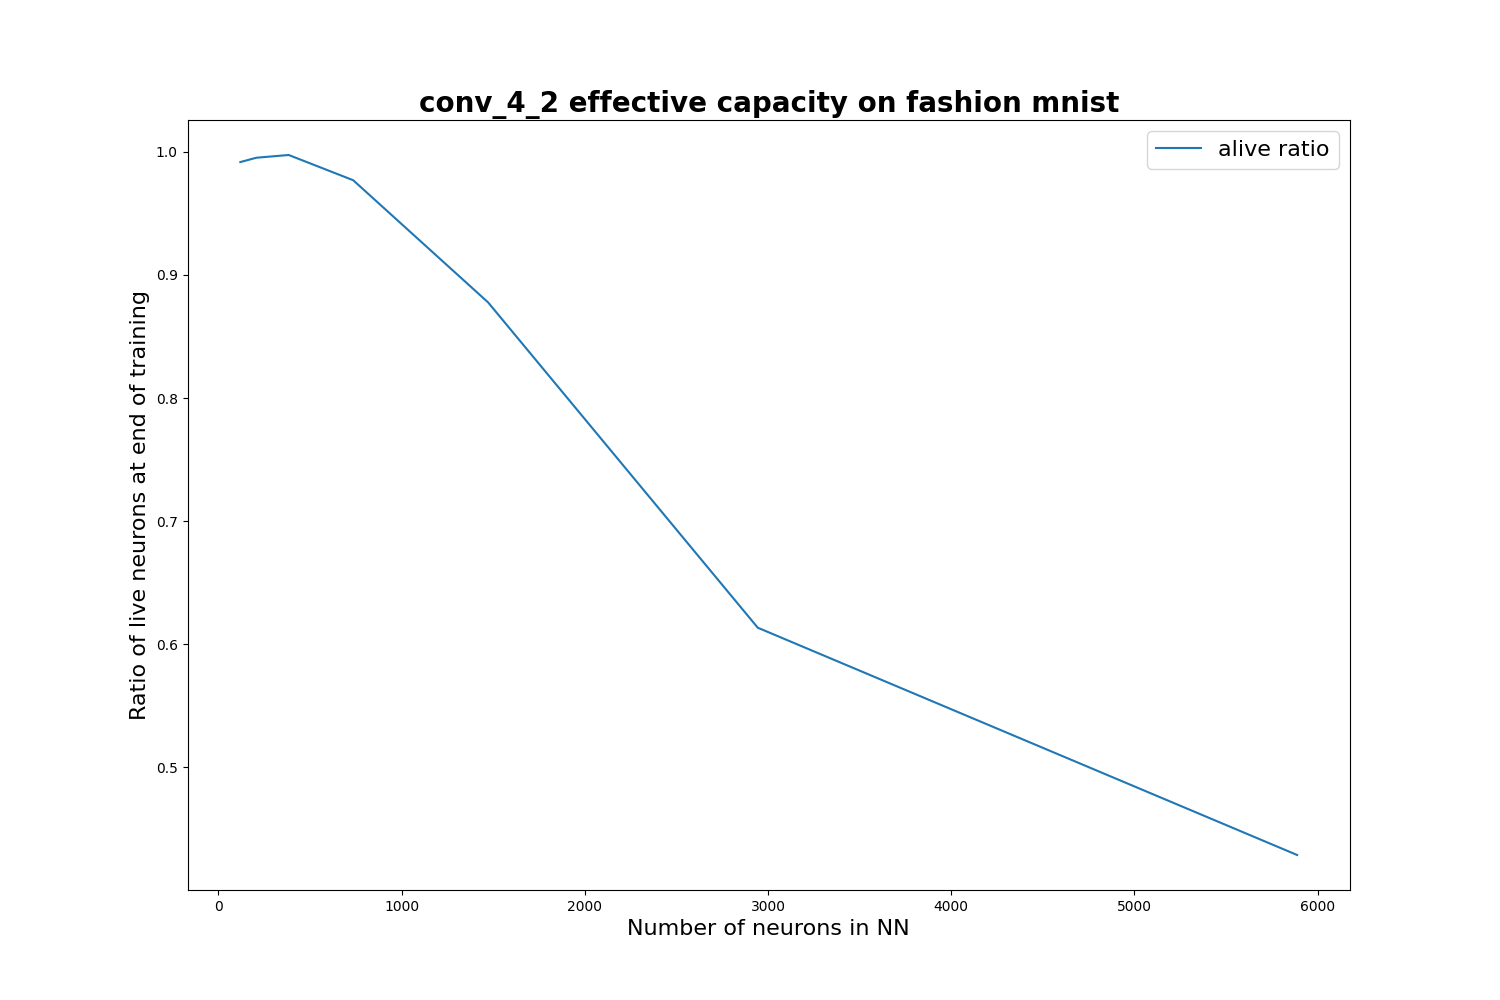 conv_4_2 effective capacity on fashion mnist
alive ratio
Ratio of live neurons at end of training
1.0
0.9
0.8
0.7
0.6
0.5
0 1000 2000 3000 4000 5000 6000
Number of neurons in NN